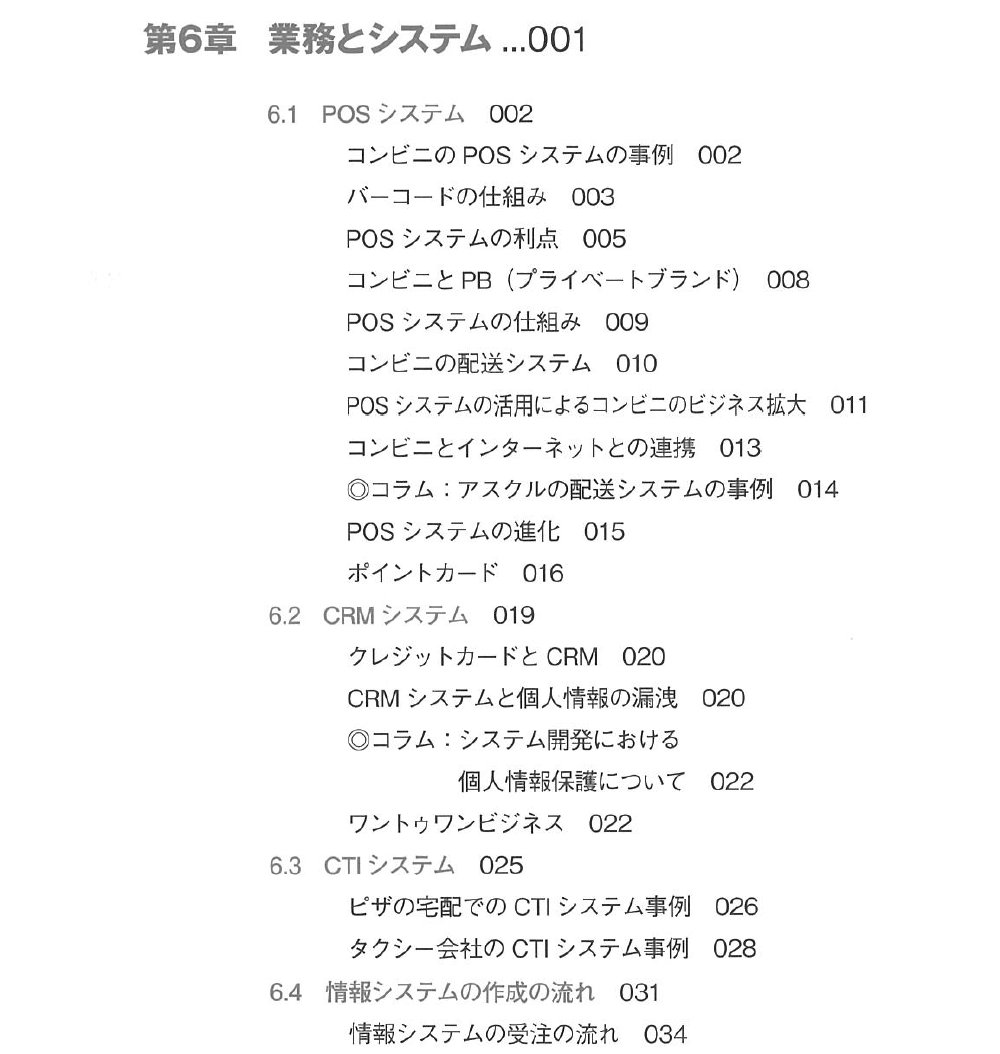 第6章 業務とシステム ...001
6.1 POS システム 002
コンビニの POS システムの事例 002
バーコードの仕組み 003
POS システムの利点 005
コンビニと PB（プライベートブランド） 008
POS システムの仕組み 009
コンビニの配送システム 010
POS システムの活用によるコンビニのビジネス拡大 011
コンビニとインターネットとの連携 013
◎コラム：アスクルの配送システムの事例 014
POS システムの進化 015
ポイントカード 016
6.2 CRM システム 019
クレジットカードと CRM 020
CRM システムと個人情報の漏洩 020
◎コラム：システム開発における
個人情報保護について 022
ワントゥワンビジネス 022
6.3 CTI システム 025
ピザの宅配での CTI システム事例 026
タクシー会社の CTI システム事例 028
6.4 情報システムの作成の流れ 031
情報システムの受注の流れ 034